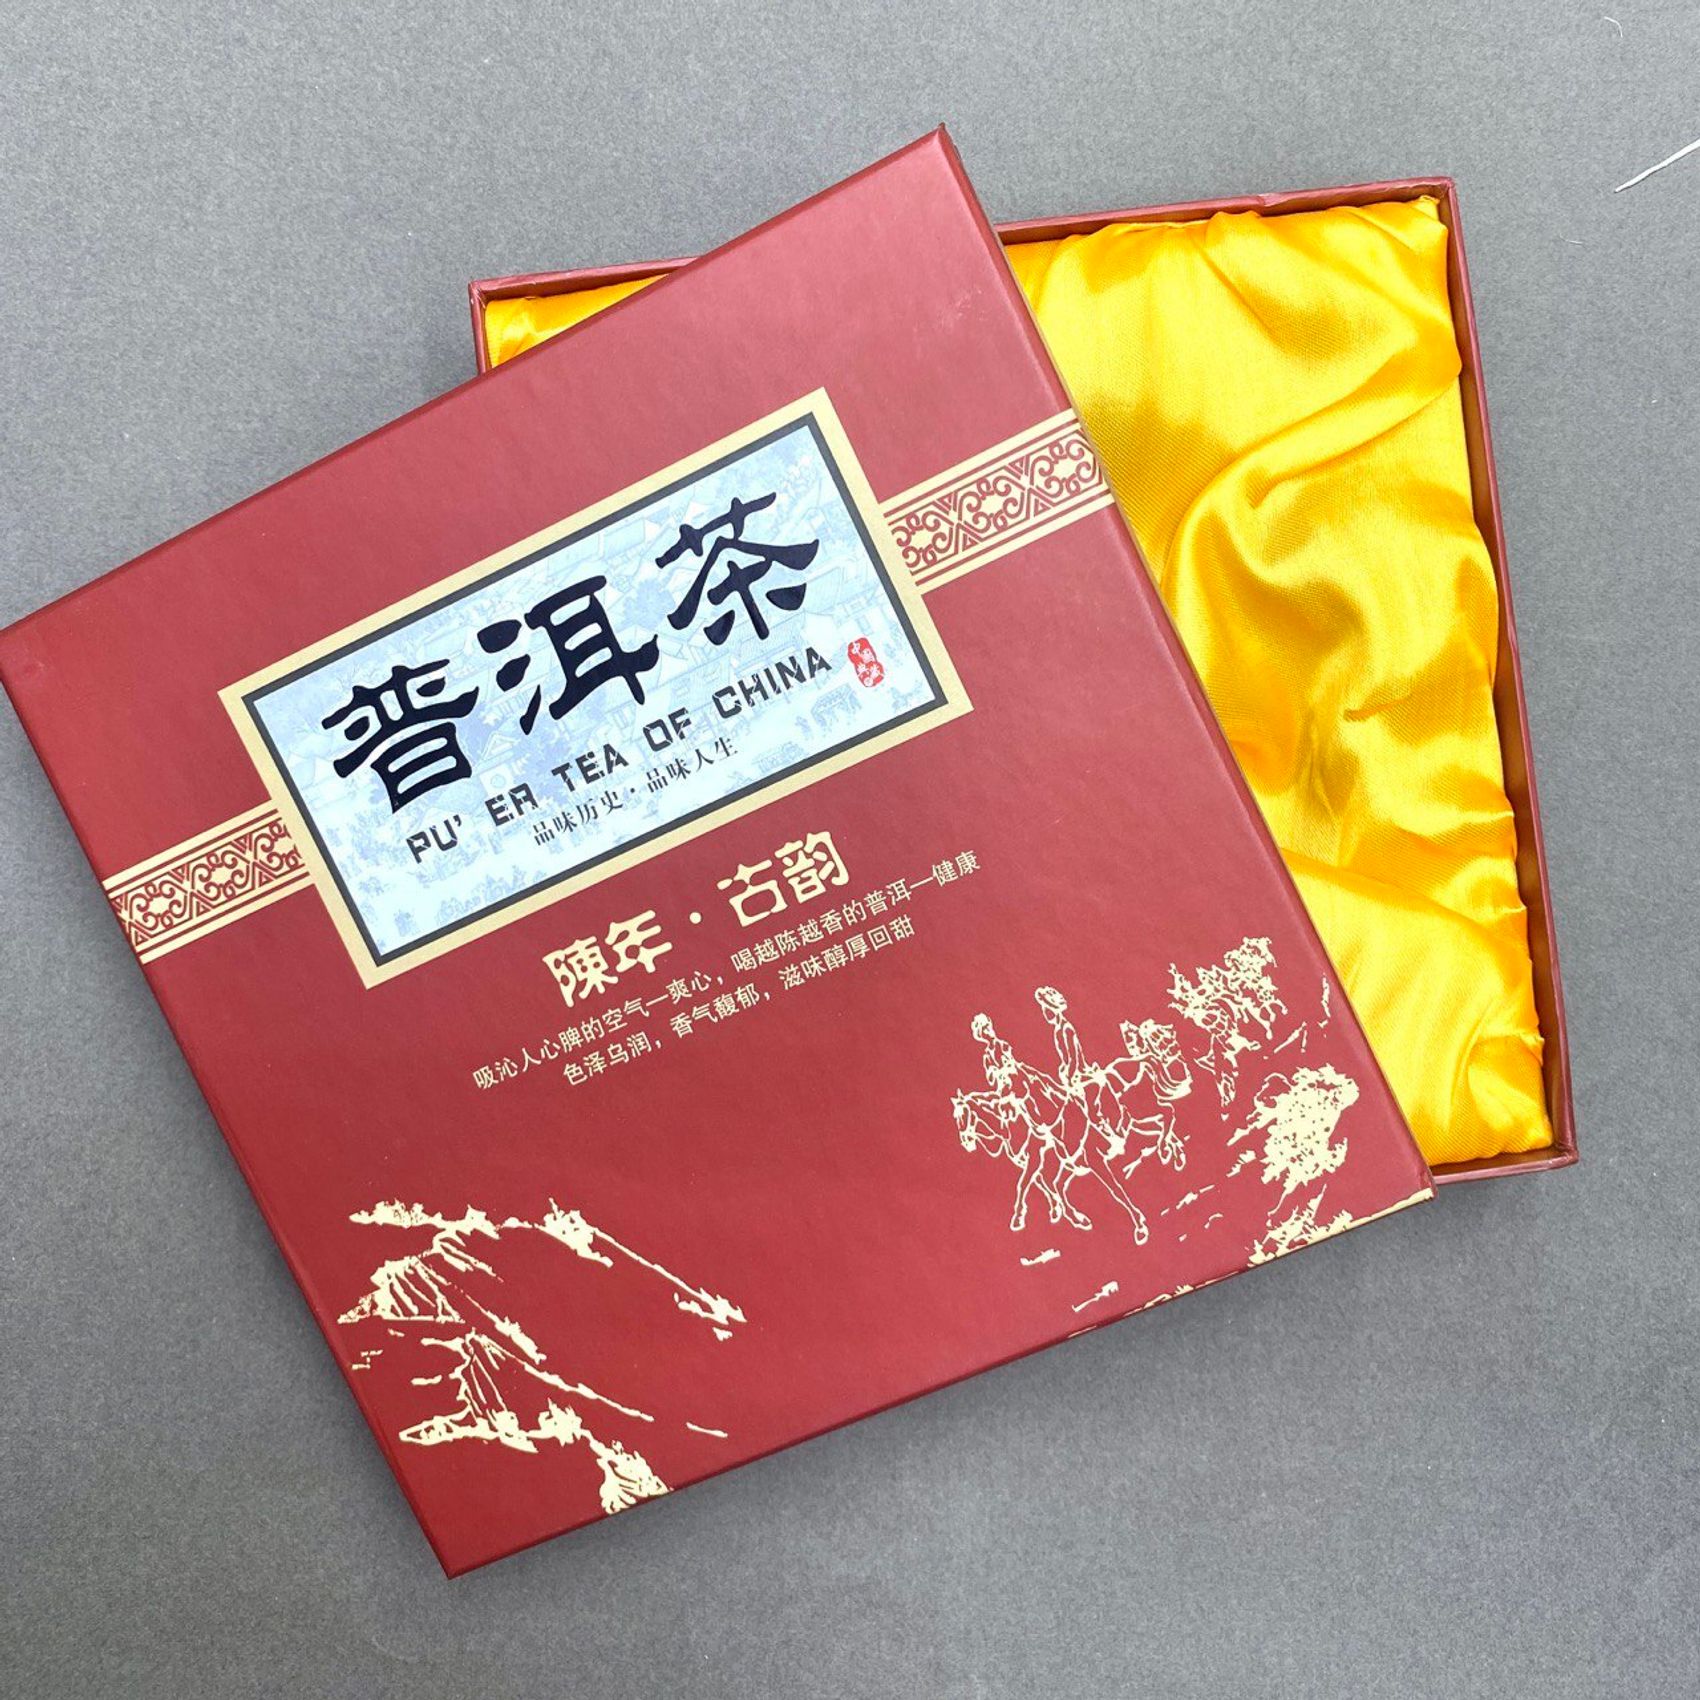 普洱茶
PU' ER TEA OF CHINA
品味历史·品味人生
陳年·古韵
吸沁人心脾的空气一爽心，喝越陈越香的普洱一健康
色泽乌润，香气馥郁，滋味醇厚回甜